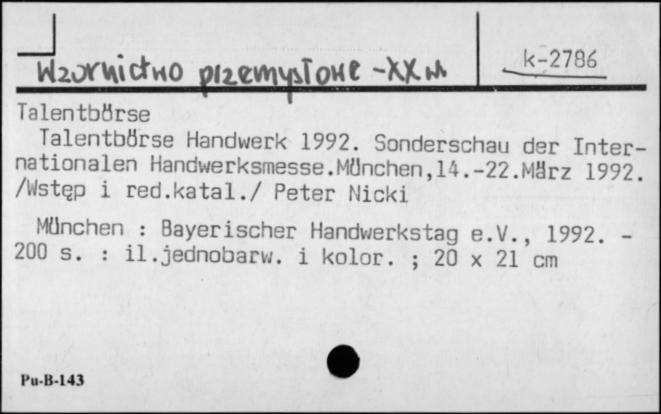 Wzornictwo przemysłowe - XX w
k-2786
Talentbörse
Talentbörse Handwerk 1992. Sonderschau der Inter-
nationalen Handwerksmesse.München,14.-22.März 1992.
/Wstęp i red.katal./ Peter Nicki
München : Bayerischer Handwerkstag e.V., 1992. -
200 s. : il.jednobarw. i kolor. ; 20 x 21 cm
Pu-B-143